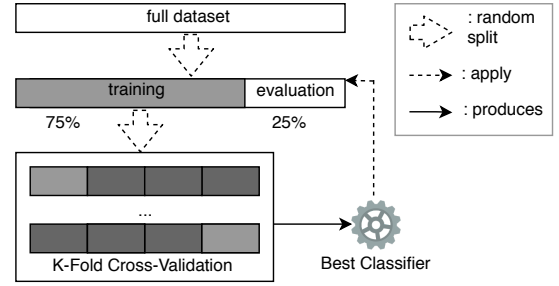 full dataset
training
evaluation
75%
25%
...
K-Fold Cross-Validation
Best Classifier
: random
split
: apply
: produces